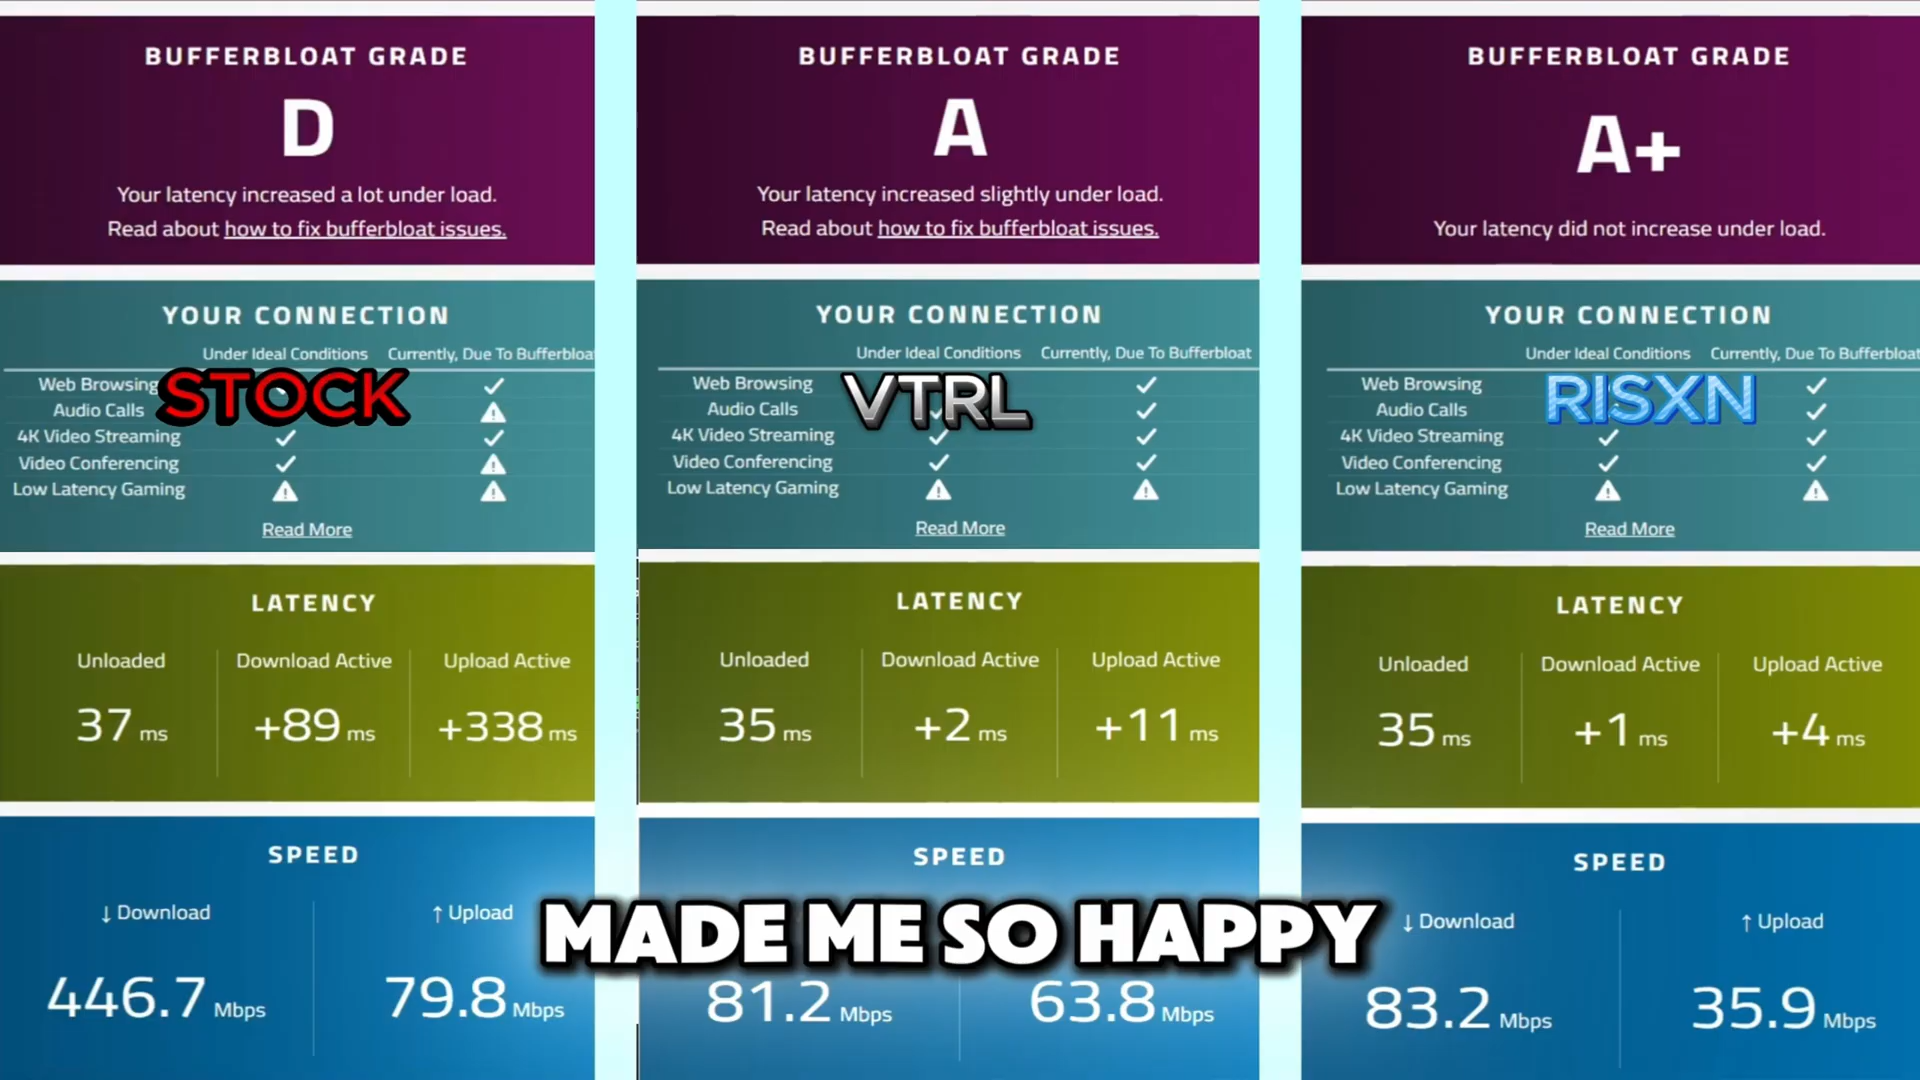 BUFFERBLOAT GRADE
D
Your latency increased a lot under load.
Read about how to fix bufferbloat issues.
YOUR CONNECTION
Under Ideal Conditions Currently, Due To Bufferbloat
Web Browsing
STOCK
Audio Calls
4K Video Streaming
Video Conferencing
Low Latency Gaming
Read More
LATENCY
Unloaded Download Active Upload Active
37 ms +89 ms +338 ms
SPEED
↓ Download ↑ Upload
446.7 Mbps 79.8 Mbps
BUFFERBLOAT GRADE
A
Your latency increased slightly under load.
Read about how to fix bufferbloat issues.
YOUR CONNECTION
Under Ideal Conditions Currently, Due To Bufferbloat
Web Browsing
VTRL
Audio Calls
4K Video Streaming
Video Conferencing
Low Latency Gaming
Read More
LATENCY
Unloaded Download Active Upload Active
35 ms +2 ms +11 ms
SPEED
MADE ME SO HAPPY
81.2 Mbps 63.8 Mbps
BUFFERBLOAT GRADE
A+
Your latency did not increase under load.
YOUR CONNECTION
Under Ideal Conditions Currently, Due To Bufferbloat
Web Browsing
RISXN
Audio Calls
4K Video Streaming
Video Conferencing
Low Latency Gaming
Read More
LATENCY
Unloaded Download Active Upload Active
35 ms +1 ms +4 ms
SPEED
↓ Download ↑ Upload
83.2 Mbps 35.9 Mbps